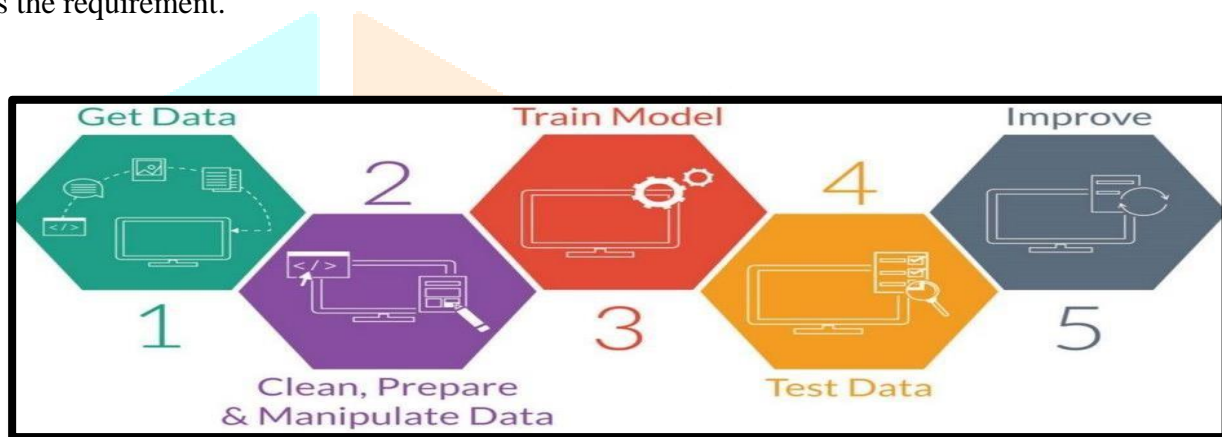 s the requirement.
Get Data
1
2
Clean, Prepare
& Manipulate Data
Train Model
3
4
Test Data
Improve
5
</>
</>